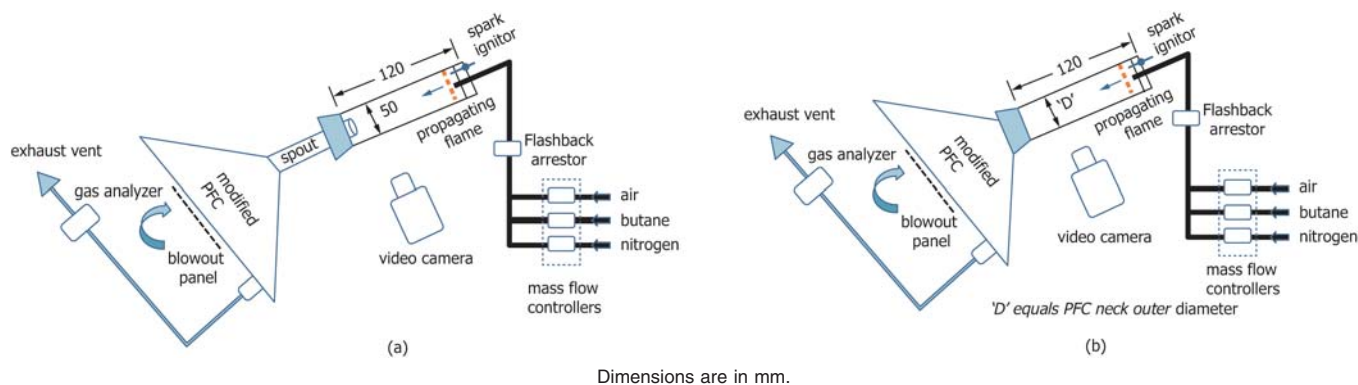 spark
ignitor
120
50
propagating
flame
spout
modified
PFC
exhaust vent
gas analyzer
blowout
panel
Flashback
arrestor
air
butane
nitrogen
video camera
mass flow
controllers
(a)
spark
ignitor
120
'D'
propagating
flame
modified
PFC
exhaust vent
gas analyzer
blowout
panel
Flashback
arrestor
air
butane
nitrogen
video camera
mass flow
controllers
'D' equals PFC neck outer diameter
(b)
Dimensions are in mm.